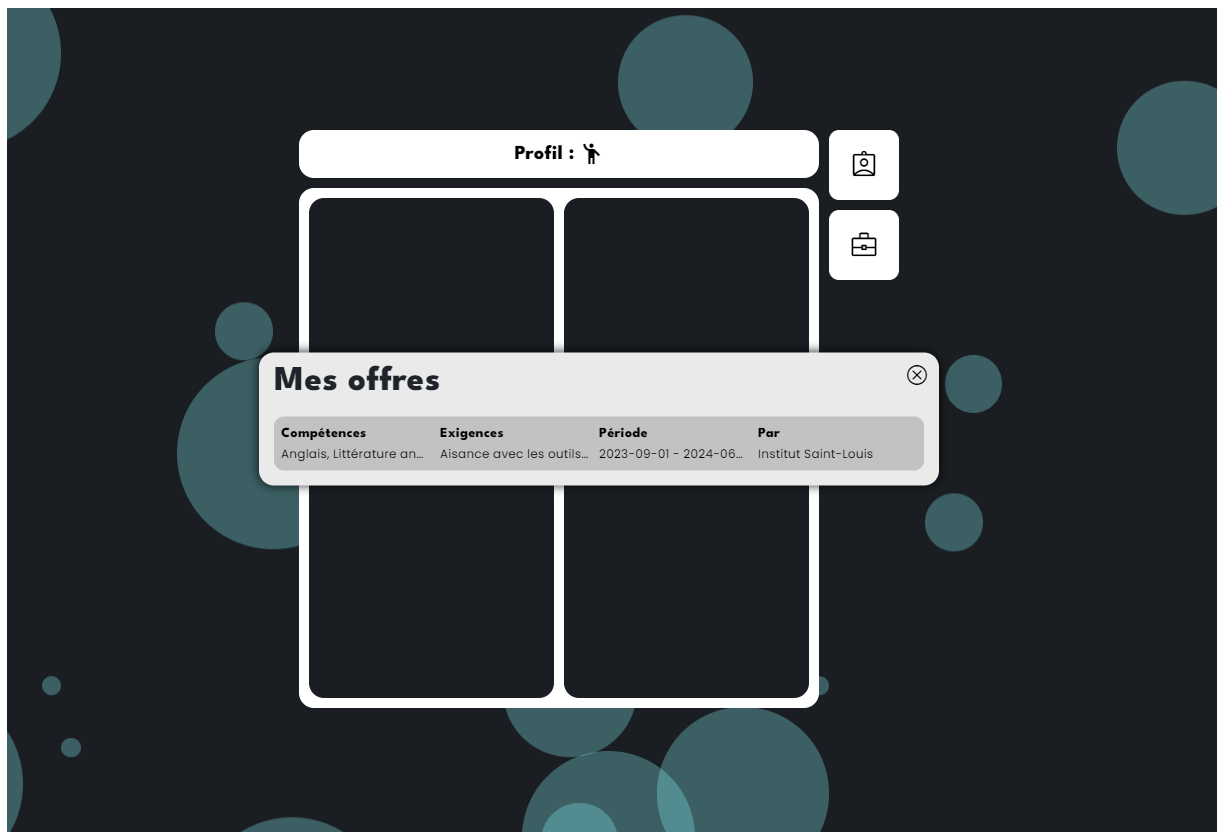 Profil :
Mes offres
Compétences Exigences Période Par
Anglais, Littérature an... Aisance avec les outils... 2023-09-01 - 2024-06... Institut Saint-Louis